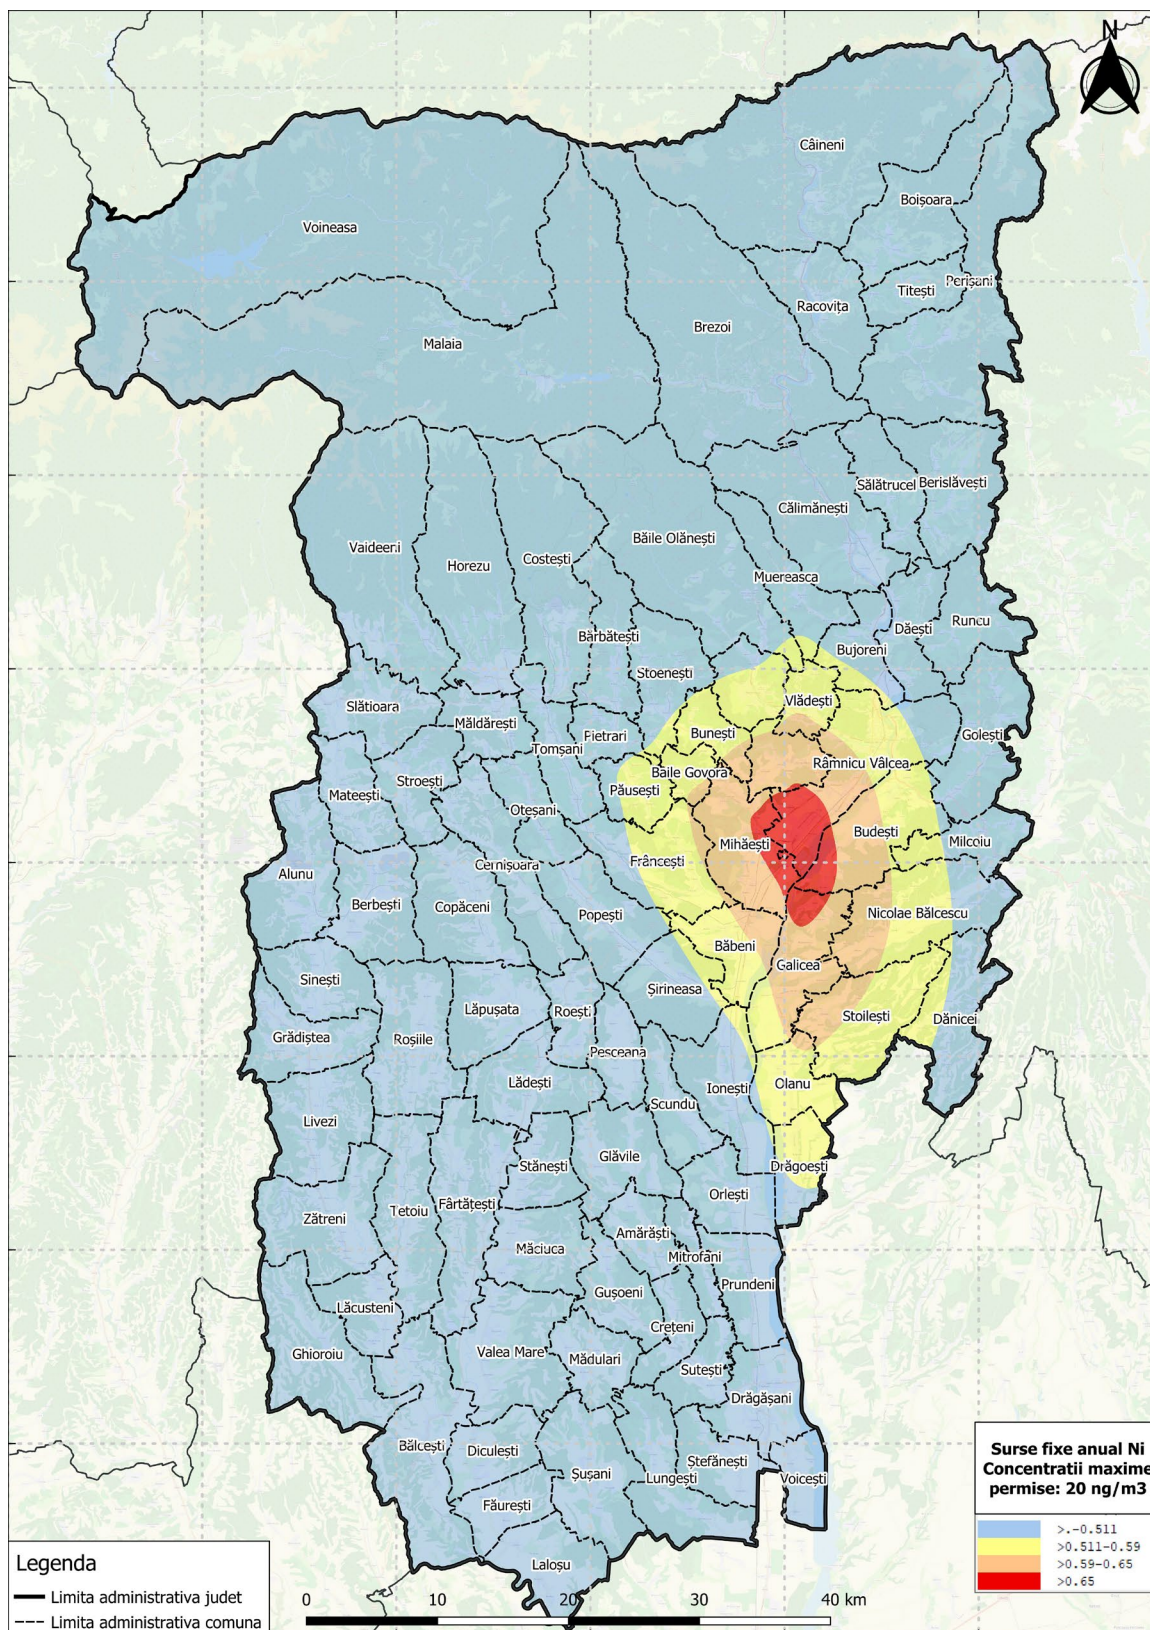 N
Câineni
Boișoara
Voineasa
Perișani
Titești
Racovița
Brezoi
Malaia
Sălătrucel
Berislăvești
Călimănești
Băile Olănești
Vaideeni
Costești
Horezu
Muereasca
Runcu
Dăești
Bărbătești
Bujoreni
Stoenești
Vlădești
Slătioara
Măldărești
Bunești
Golești
Pietrari
Tomșani
Râmnicu Vâlcea
Băile Govora
Stroești
Păusești
Mateești
Oteșani
Budești
Milcoiu
Mihăești
Frâncești
Cernișoara
Alunu
Berbești
Copăceni
Popești
Nicolae Bălcescu
Băbeni
Galicea
Sinești
Șirineasa
Lăpușata
Roești
Stoilești
Dănicei
Grădiștea
Roșiile
Pesceana
Lădești
Olanu
Ionești
Scundu
Livezi
Glăvile
Stănești
Drăgoești
Orlești
Fârtățești
Tetoiu
Zătreni
Amărăști
Măciuca
Mitrofani
Prundeni
Gușoeni
Lăcusteni
Crețeni
Ghioroiu
Valea Mare
Mădulari
Sutești
Drăgășani
Bălcești
Diculești
Ștefănești
Șușani
Lungești
Voicești
Făurești
Lalosu
Surse fixe anual Ni
Concentratii maxime
permise: 20 ng/m3
>.-0.511
>0.511-0.59
>0.59-0.65
>0.65
Legenda
Limita administrativa judet
Limita administrativa comuna
0 10 20 30 40 km